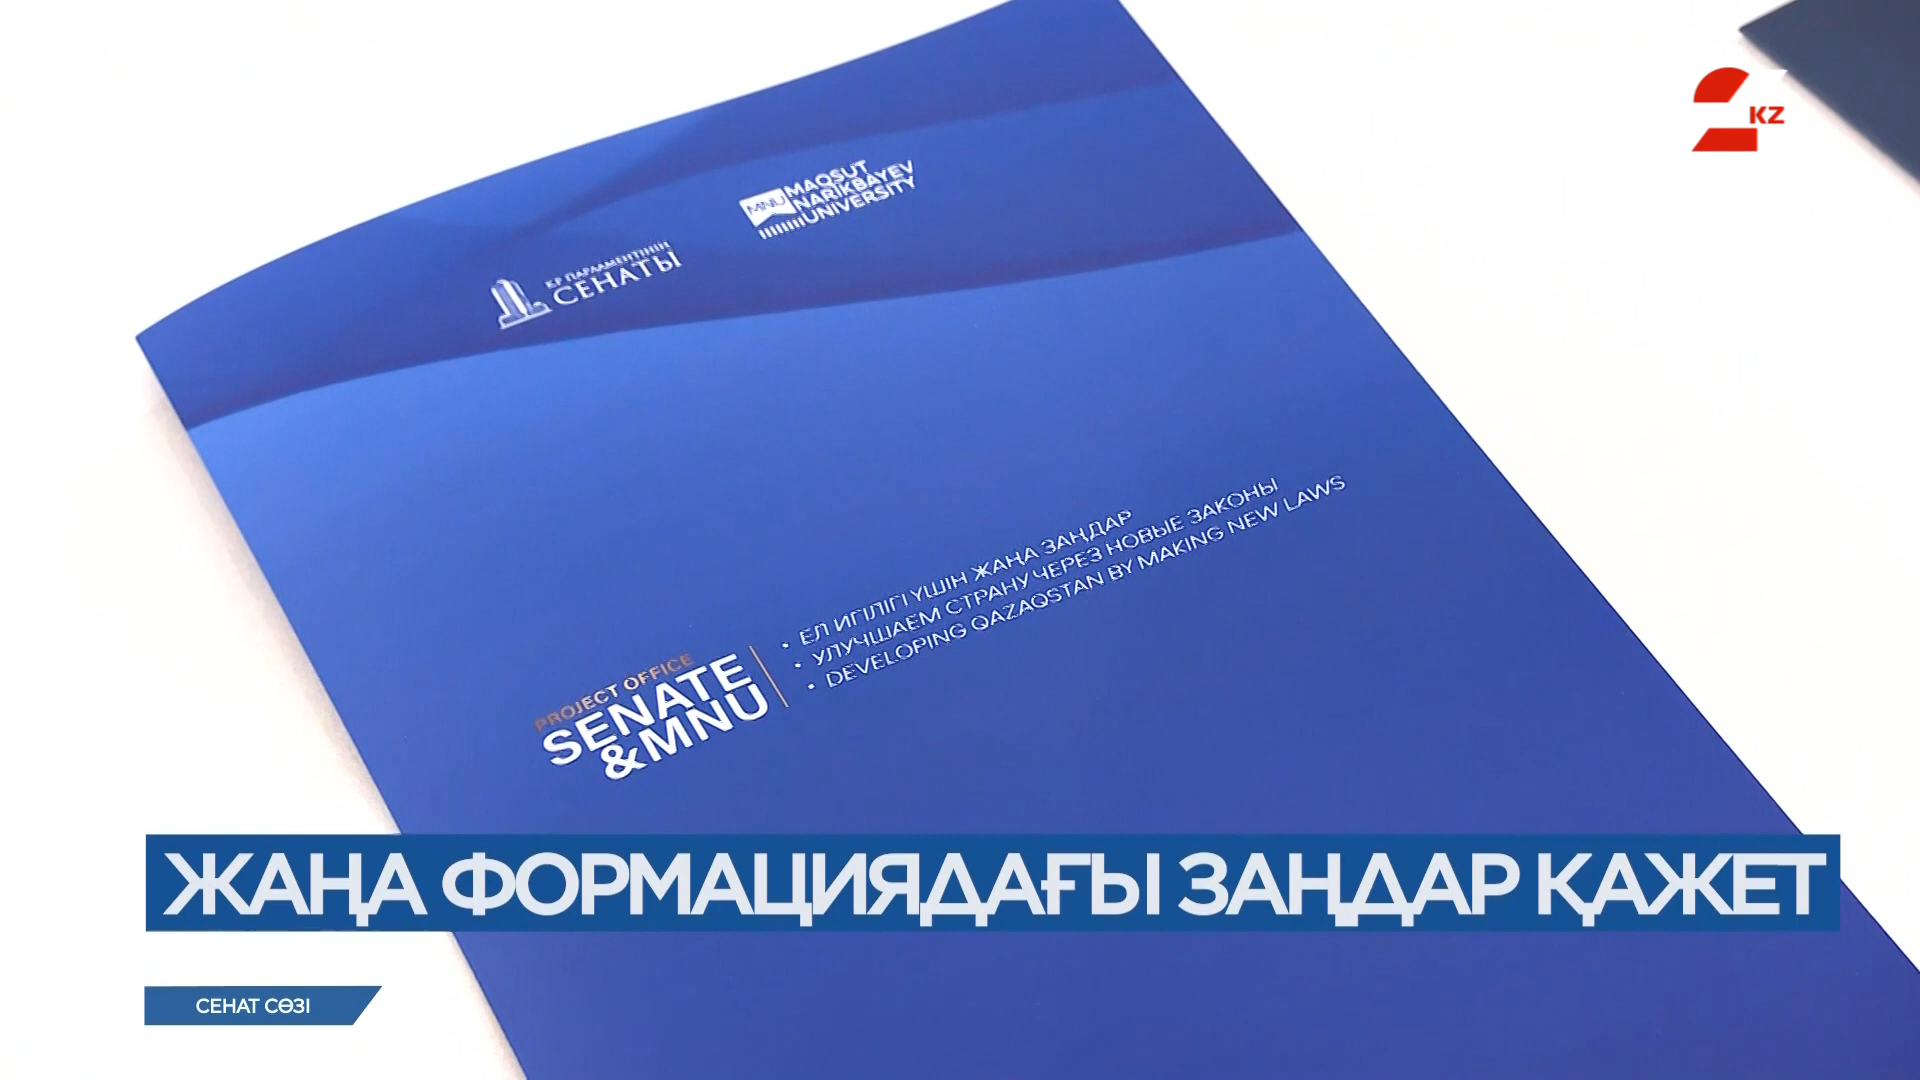 KZ
MNU
MAQSUT
NARIKBAYEV
UNIVERSITY
ҚР ПАРЛАМЕНТІНІҢ
СЕНАТЫ
PROJECT OFFICE
SENATE
&MNU
• ЕЛ ИГІЛІГІ ҮШІН ЖАҢА ЗАҢДАР
• УЛУЧШАЕМ СТРАНУ ЧЕРЕЗ НОВЫЕ ЗАКОНЫ
• DEVELOPING QAZAQSTAN BY MAKING NEW LAWS
ЖАҢА ФОРМАЦИЯДАҒЫ ЗАҢДАР ҚАЖЕТ
СЕНАТ СӨЗІ